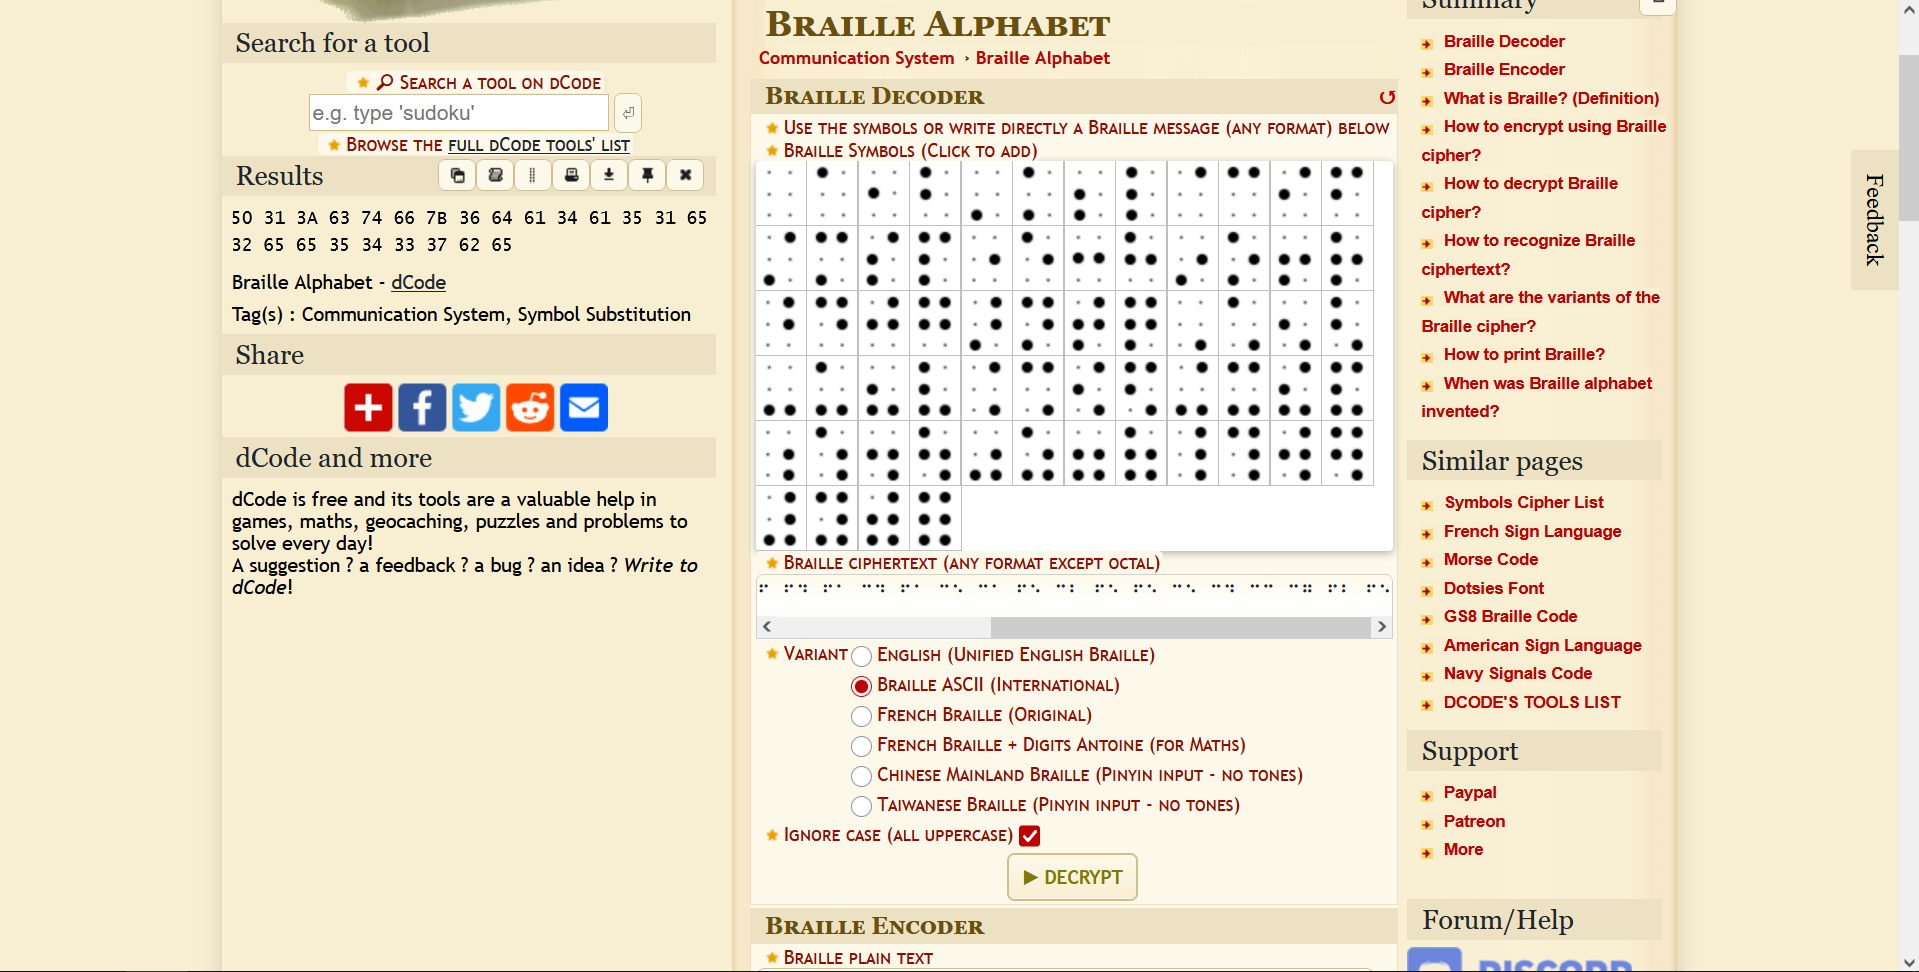 Search for a tool
SEARCH A TOOL ON DCODE
e.g. type 'sudoku'
BROWSE THE FULL DCODE TOOLS' LIST
Results
50 31 3A 63 74 66 7B 36 64 61 34 61 35 31 65
32 65 65 35 34 33 37 62 65
Braille Alphabet - dCode
Tag(s) : Communication System, Symbol Substitution
Share
dCode and more
dCode is free and its tools are a valuable help in
games, maths, geocaching, puzzles and problems to
solve every day!
A suggestion ? a feedback ? a bug ? an idea ? Write to
dCode!
BRAILLE ALPHABET
Communication System › Braille Alphabet
BRAILLE DECODER
USE THE SYMBOLS OR WRITE DIRECTLY A BRAILLE MESSAGE (ANY FORMAT) BELOW
BRAILLE SYMBOLS (CLICK TO ADD)
BRAILLE CIPHERTEXT (ANY FORMAT EXCEPT OCTAL)
VARIANT ENGLISH (UNIFIED ENGLISH BRAILLE)
BRAILLE ASCII (INTERNATIONAL)
FRENCH BRAILLE (ORIGINAL)
FRENCH BRAILLE + DIGITS ANTOINE (FOR MATHS)
CHINESE MAINLAND BRAILLE (PINYIN INPUT - NO TONES)
TAIWANESE BRAILLE (PINYIN INPUT - NO TONES)
IGNORE CASE (ALL UPPERCASE)
▶ DECRYPT
BRAILLE ENCODER
BRAILLE PLAIN TEXT
Summary
Braille Decoder
Braille Encoder
What is Braille? (Definition)
How to encrypt using Braille
cipher?
How to decrypt Braille
cipher?
How to recognize Braille
ciphertext?
What are the variants of the
Braille cipher?
How to print Braille?
When was Braille alphabet
invented?
Similar pages
Symbols Cipher List
French Sign Language
Morse Code
Dotsies Font
GS8 Braille Code
American Sign Language
Navy Signals Code
DCODE'S TOOLS LIST
Support
Paypal
Patreon
More
Forum/Help
DISCORD
Feedback